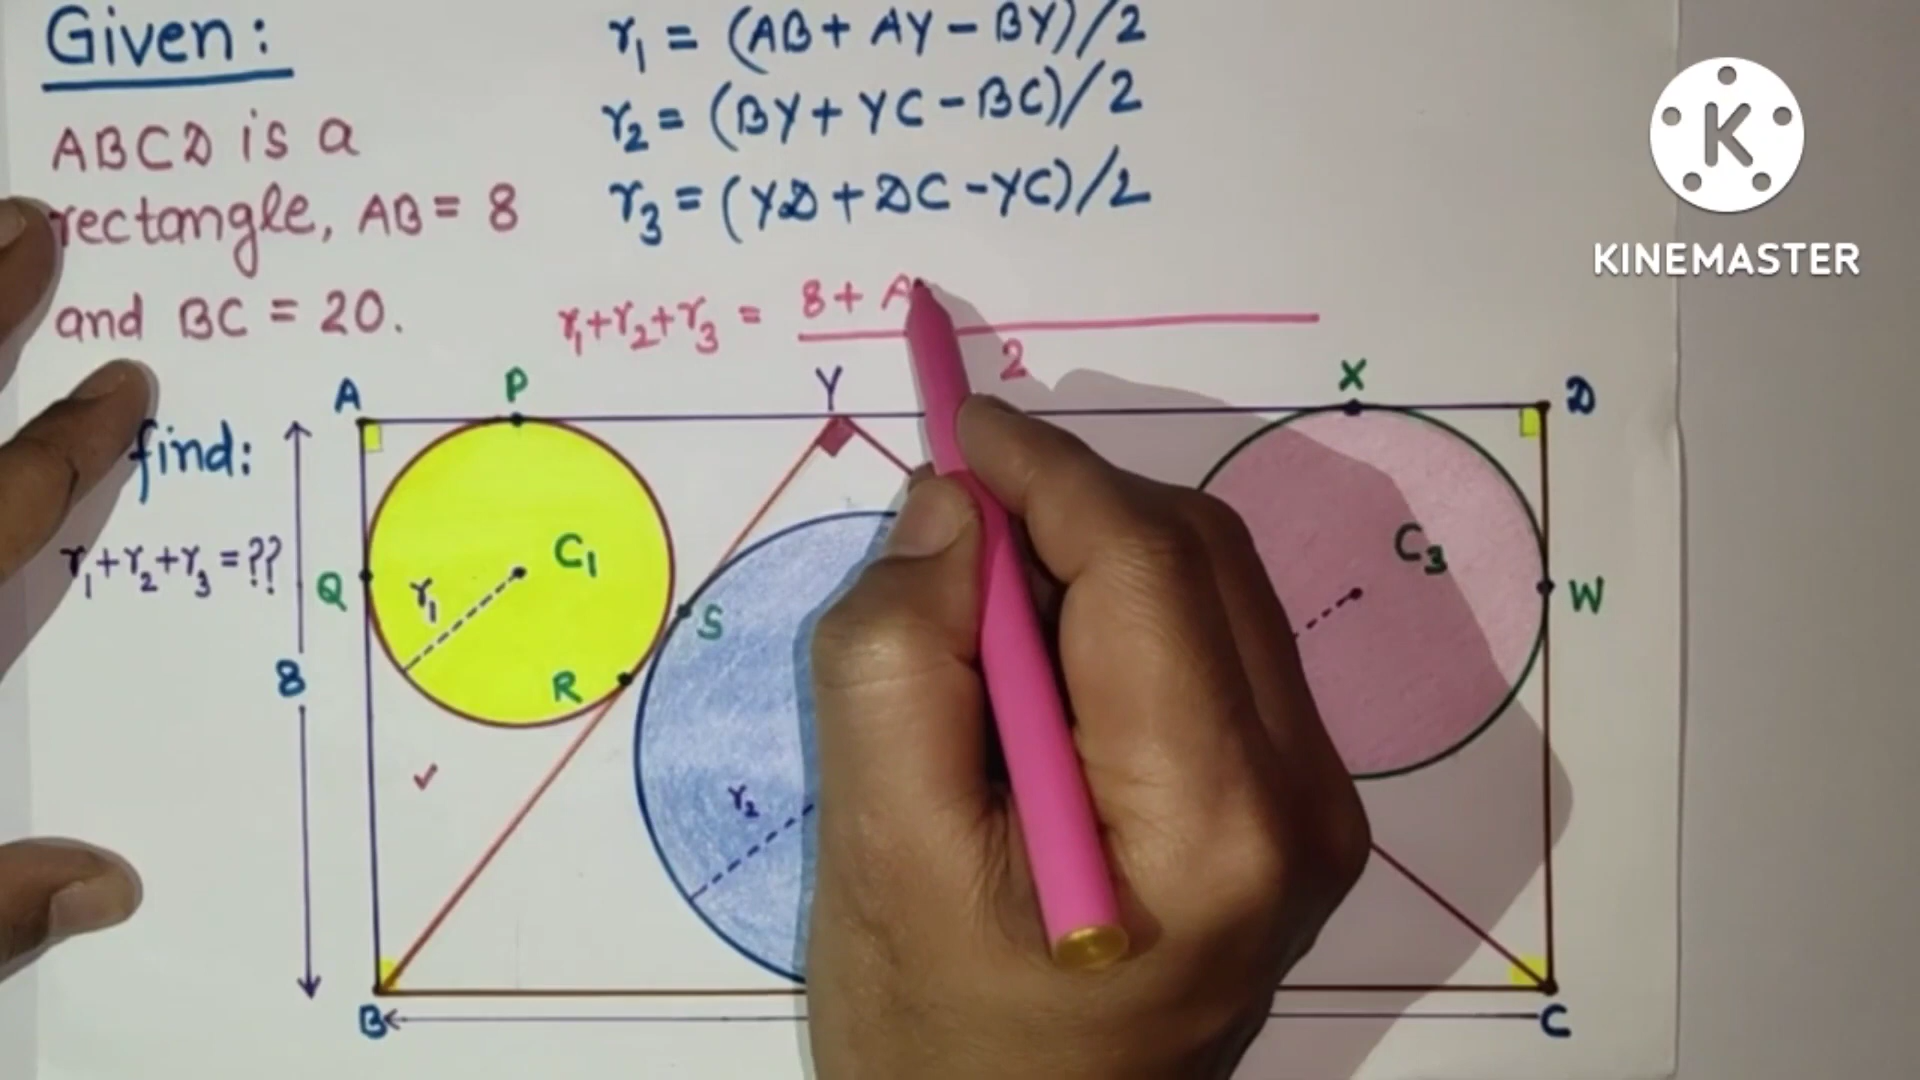 Given:
ABCD is a
rectangle, AB = 8
and BC = 20.
r₁ = (AB + AY - BY)/2
r₂ = (BY + YC - BC)/2
r₃ = (YD + DC - YC)/2
K
KINEMASTER
r₁+r₂+r₃ = 8 + A
2
find:
r₁+r₂+r₃ = ??
A P Y X D
Q r₁ C₁ C₃ W
S
8 R
r₂
B C